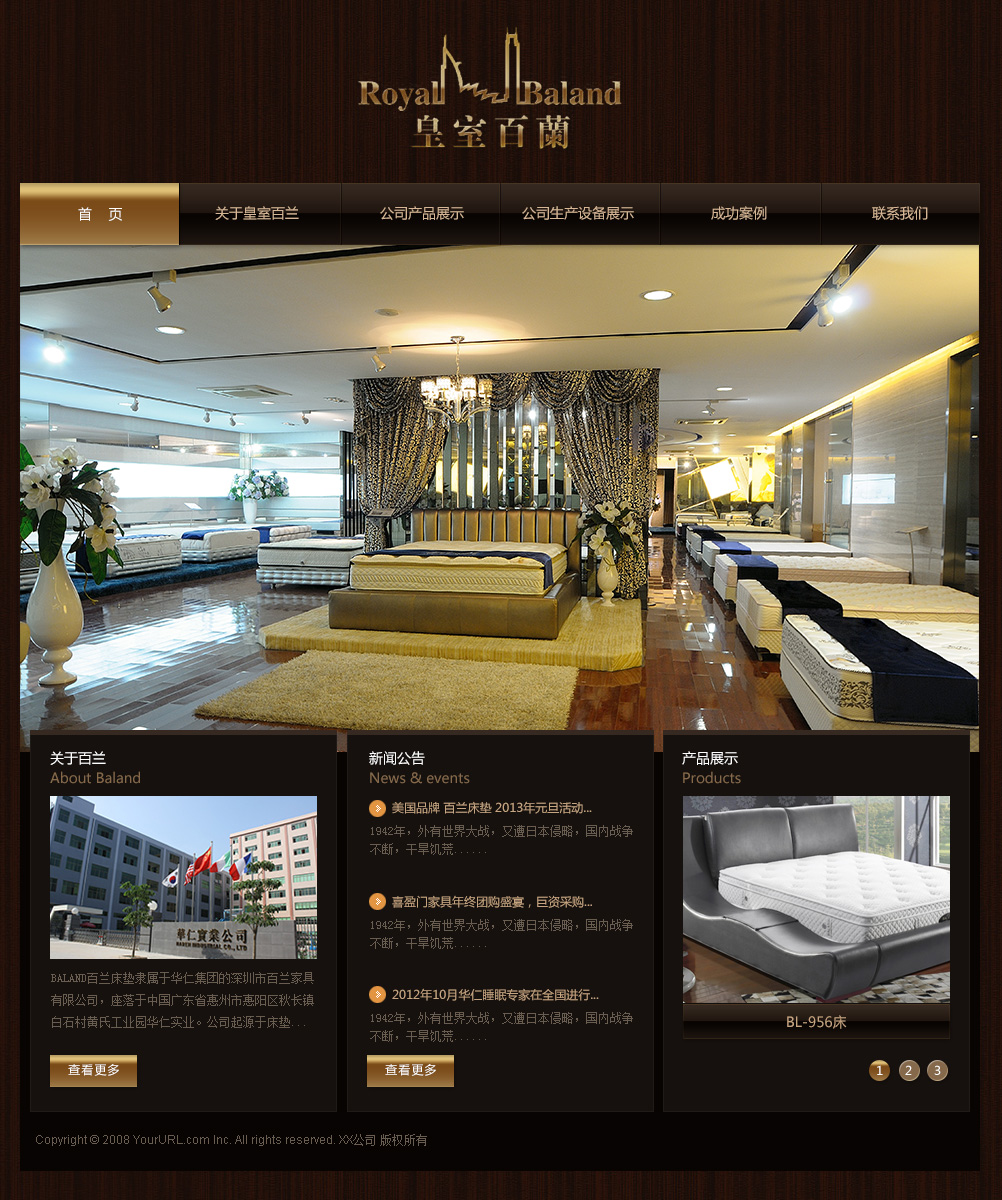 Royal Baland
皇室百蘭
首 页
关于皇室百兰
公司产品展示
公司生产设备展示
成功案例
联系我们
关于百兰
About Baland
華仁實業公司
BALAND百兰床垫隶属于华仁集团的深圳市百兰家具
有限公司，座落于中国广东省惠州市惠阳区秋长镇
白石村黄氏工业园华仁实业。公司起源于床垫...
查看更多
新闻公告
News & events
美国品牌 百兰床垫 2013年元旦活动...
1942年，外有世界大战，又遭日本侵略，国内战争
不断，干旱饥荒......
喜盈门家具年终团购盛宴，巨资采购...
1942年，外有世界大战，又遭日本侵略，国内战争
不断，干旱饥荒......
2012年10月华仁睡眠专家在全国进行...
1942年，外有世界大战，又遭日本侵略，国内战争
不断，干旱饥荒......
查看更多
产品展示
Products
BL-956床
1 2 3
Copyright © 2008 YourURL.com Inc. All rights reserved. XX公司 版权所有